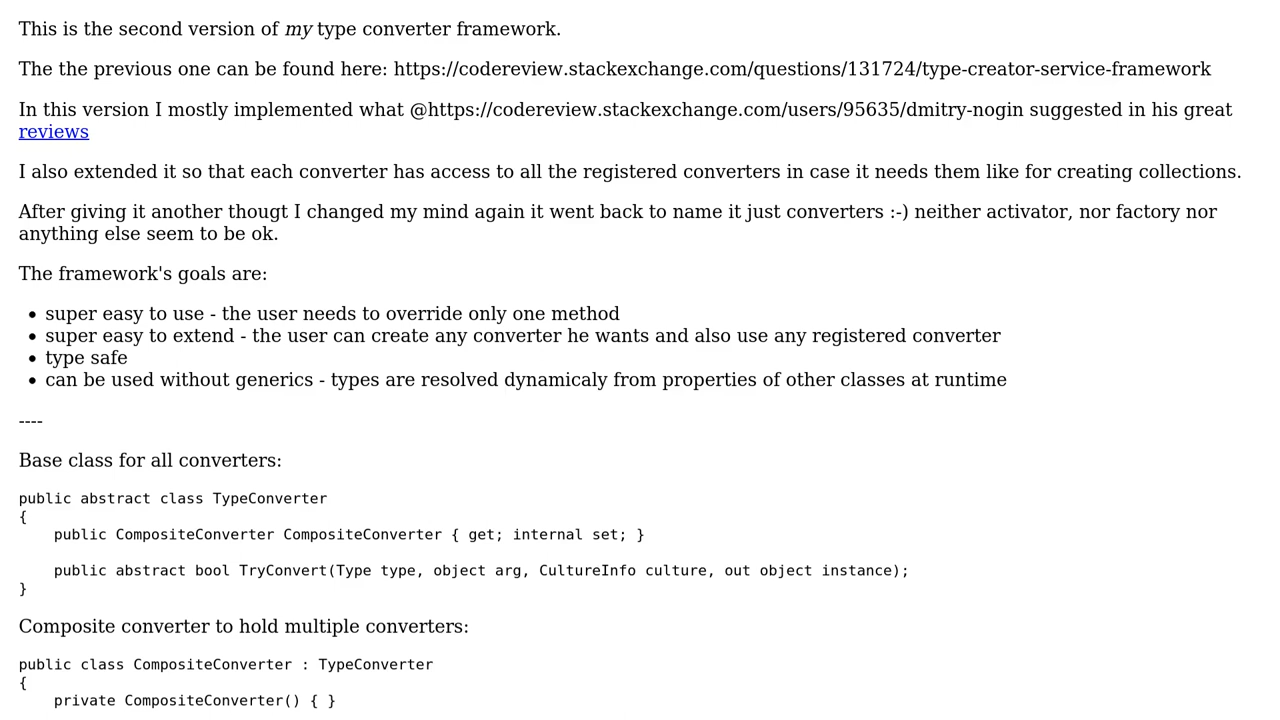 This is the second version of my type converter framework.
The the previous one can be found here: https://codereview.stackexchange.com/questions/131724/type-creator-service-framework
In this version I mostly implemented what @https://codereview.stackexchange.com/users/95635/dmitry-nogin suggested in his great
reviews
I also extended it so that each converter has access to all the registered converters in case it needs them like for creating collections.
After giving it another thougt I changed my mind again it went back to name it just converters :-) neither activator, nor factory nor
anything else seem to be ok.
The framework's goals are:
• super easy to use - the user needs to override only one method
• super easy to extend - the user can create any converter he wants and also use any registered converter
• type safe
• can be used without generics - types are resolved dynamicaly from properties of other classes at runtime
----
Base class for all converters:
public abstract class TypeConverter
{
    public CompositeConverter CompositeConverter { get; internal set; }
    public abstract bool TryConvert(Type type, object arg, CultureInfo culture, out object instance);
}
Composite converter to hold multiple converters:
public class CompositeConverter : TypeConverter
{
    private CompositeConverter() { }